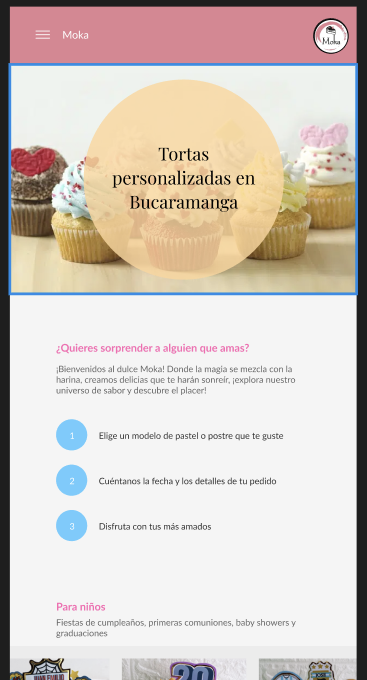 Moka
Moka
Tortas
personalizadas en
Bucaramanga
¿Quieres sorprender a alguien que amas?
¡Bienvenidos al dulce Moka! Donde la magia se mezcla con la
harina, creamos delicias que te harán sonreír, ¡explora nuestro
universo de sabor y descubre el placer!
1 Elige un modelo de pastel o postre que te guste
2 Cuéntanos la fecha y los detalles de tu pedido
3 Disfruta con tus más amados
Para niños
Fiestas de cumpleaños, primeras comuniones, baby showers y
graduaciones